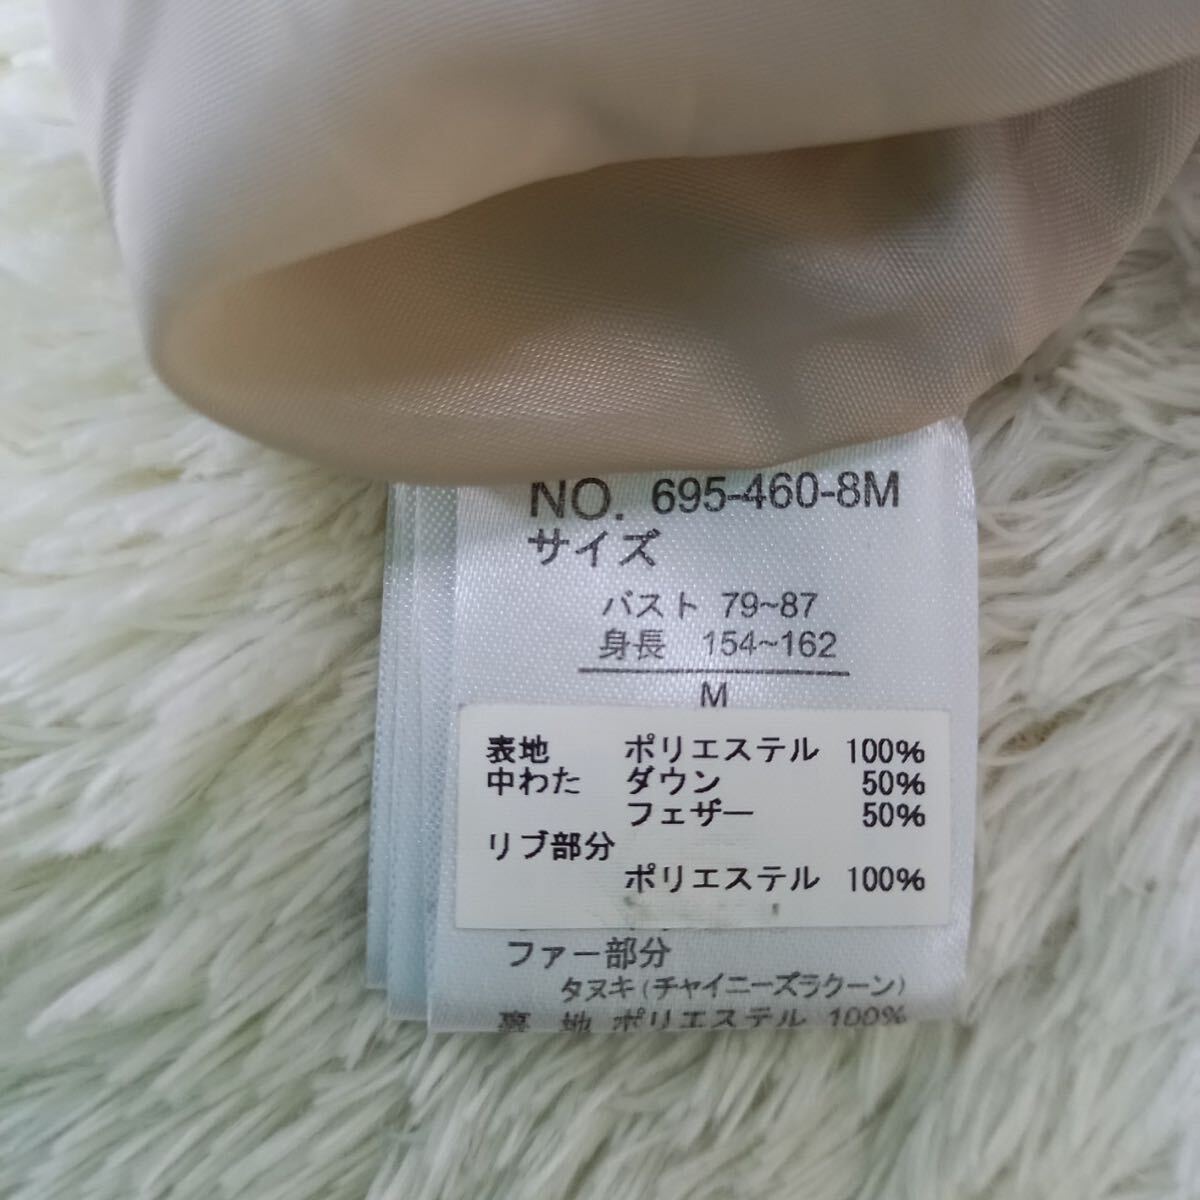 NO. 695-460-8M
サイズ
バスト 79~87
身長 154~162
M
表地 ポリエステル 100%
中わた ダウン 50%
フェザー 50%
リブ部分
ポリエステル 100%
ファー部分
タヌキ(チャイニーズラクーン)
裏 地 ポリエステル 100%